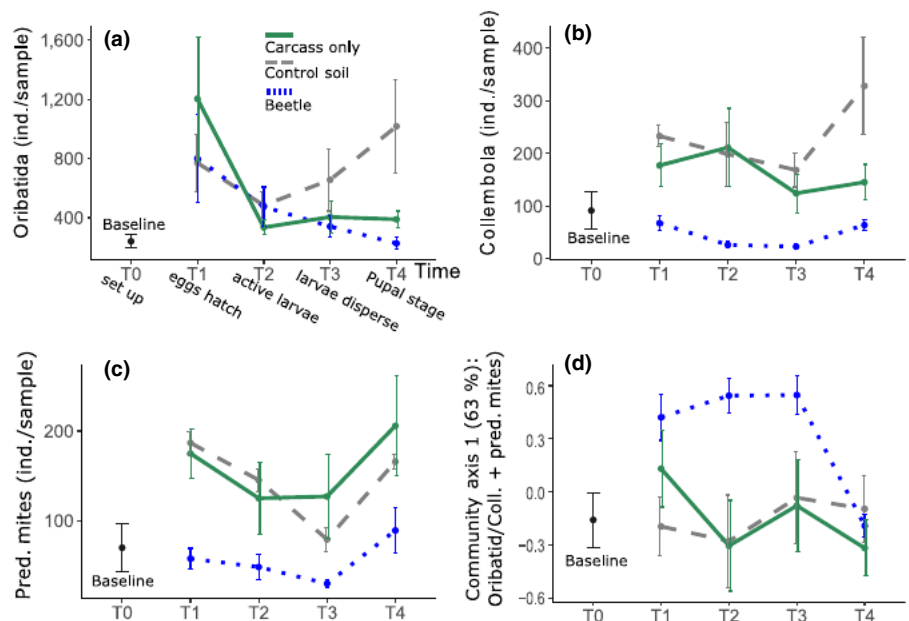 (a)
Carcass only
Control soil
Beetle
Oribatida (ind./sample)
1,600
1,200
800
400
Baseline
T0
T1
T2
T3
T4
Time
set up
eggs hatch
active larvae
larvae disperse
Pupal stage
(b)
Collembola (ind./sample)
400
300
200
100
0
Baseline
T0
T1
T2
T3
T4
(c)
Pred. mites (ind./sample)
200
100
Baseline
T0
T1
T2
T3
T4
(d)
Community axis 1 (63 %):
Oribatid/Coll. + pred. mites)
0.6
0.3
0.0
−0.3
−0.6
Baseline
T0
T1
T2
T3
T4